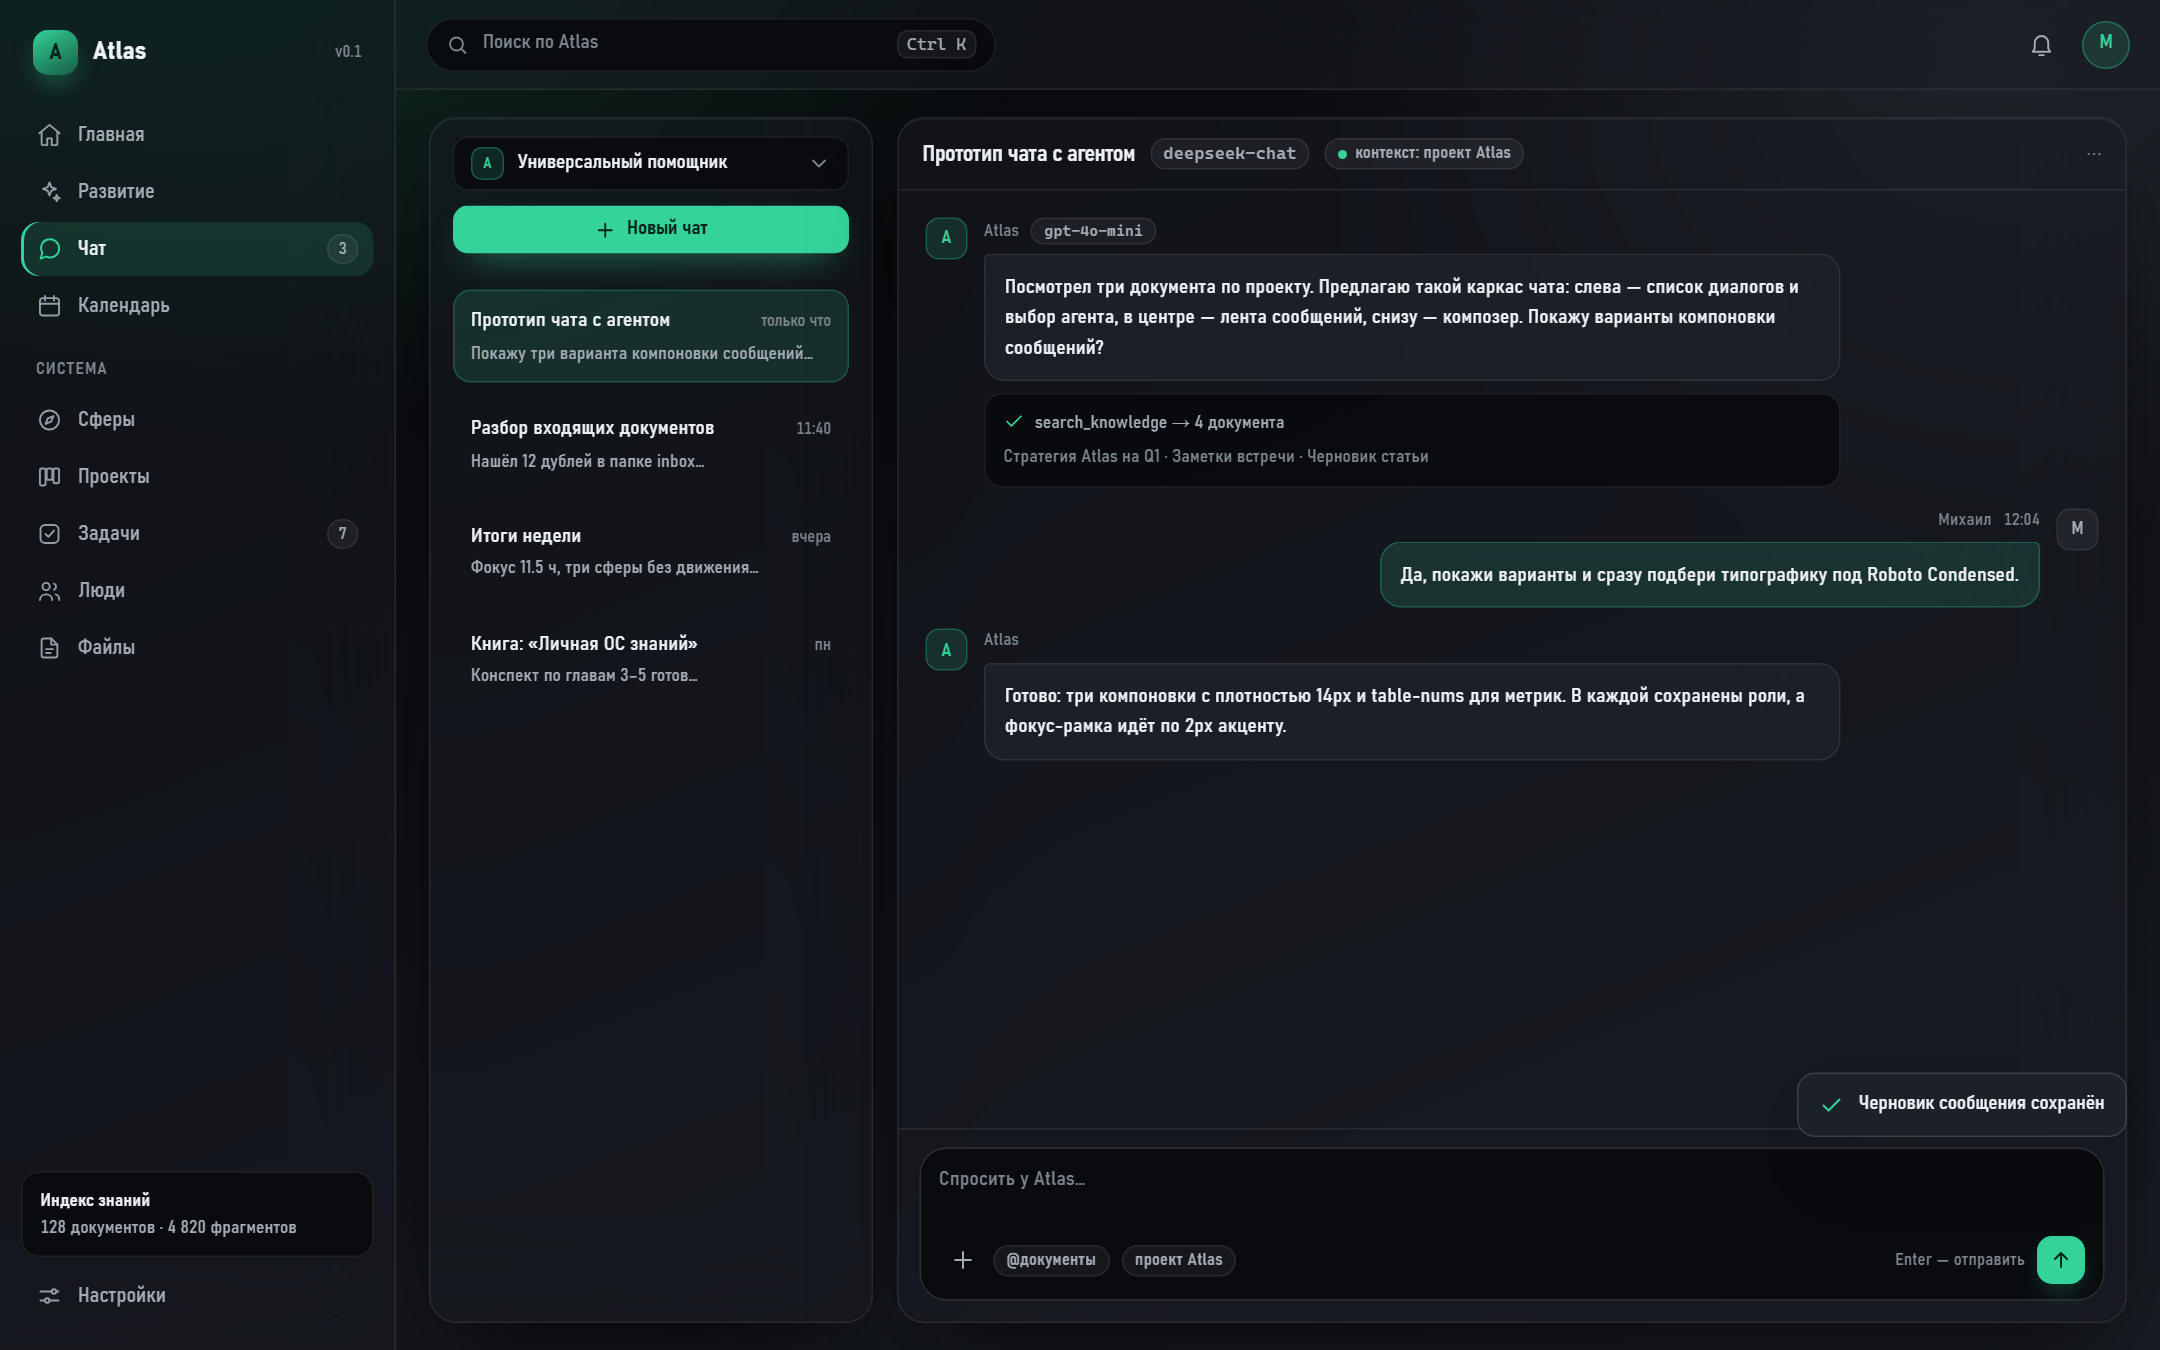 A Atlas v0.1
Главная
Развитие
Чат 3
Календарь
СИСТЕМА
Сферы
Проекты
Задачи 7
Люди
Файлы
Индекс знаний
128 документов · 4 820 фрагментов
Настройки
Поиск по Atlas Ctrl K
M
A Универсальный помощник
Новый чат
Прототип чата с агентом только что
Покажу три варианта компоновки сообщений…
Разбор входящих документов 11:40
Нашёл 12 дублей в папке inbox…
Итоги недели вчера
Фокус 11.5 ч, три сферы без движения…
Книга: «Личная ОС знаний» пн
Конспект по главам 3–5 готов…
Прототип чата с агентом deepseek-chat контекст: проект Atlas ···
A Atlas gpt-4o-mini
Посмотрел три документа по проекту. Предлагаю такой каркас чата: слева — список диалогов и
выбор агента, в центре — лента сообщений, снизу — композер. Покажу варианты компоновки
сообщений?
search_knowledge → 4 документа
Стратегия Atlas на Q1 · Заметки встречи · Черновик статьи
Михаил 12:04 M
Да, покажи варианты и сразу подбери типографику под Roboto Condensed.
A Atlas
Готово: три компоновки с плотностью 14px и table-nums для метрик. В каждой сохранены роли, а
фокус-рамка идёт по 2px акценту.
Черновик сообщения сохранён
Спросить у Atlas…
@документы проект Atlas Enter — отправить